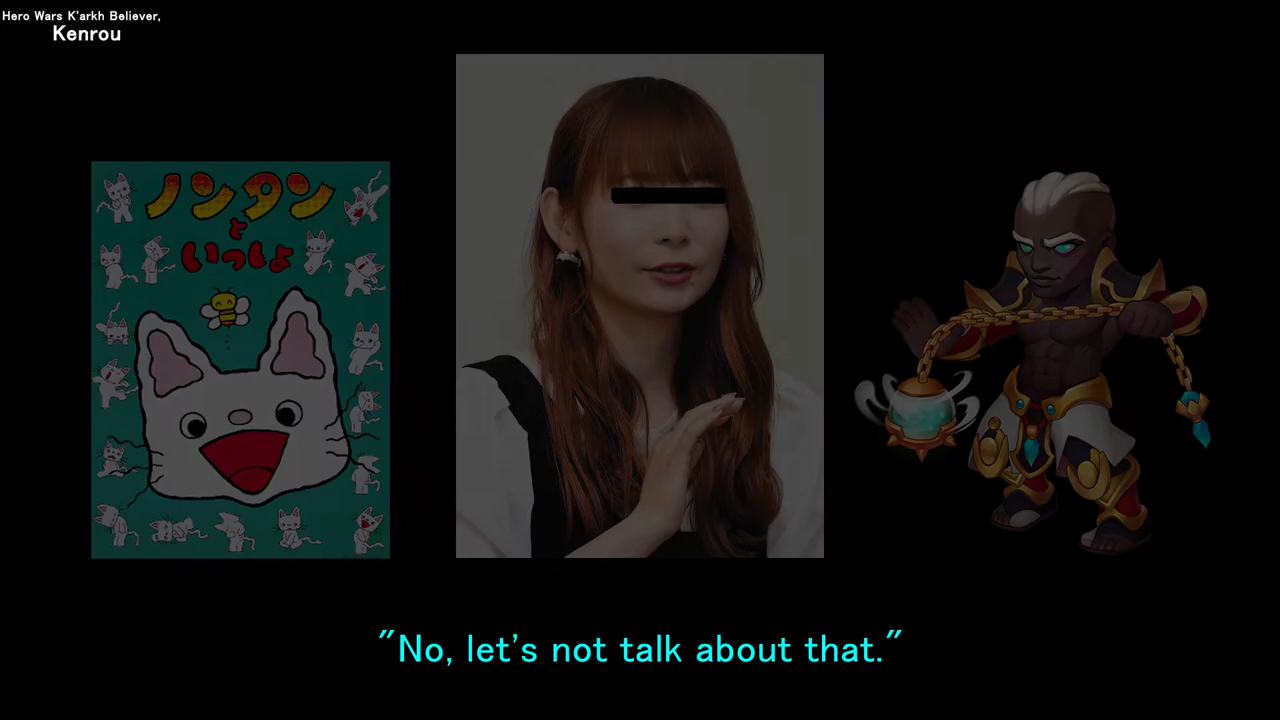 Hero Wars K'arkh Believer,
Kenrou
ノンタン
と
いっしょ
"No, let's not talk about that."